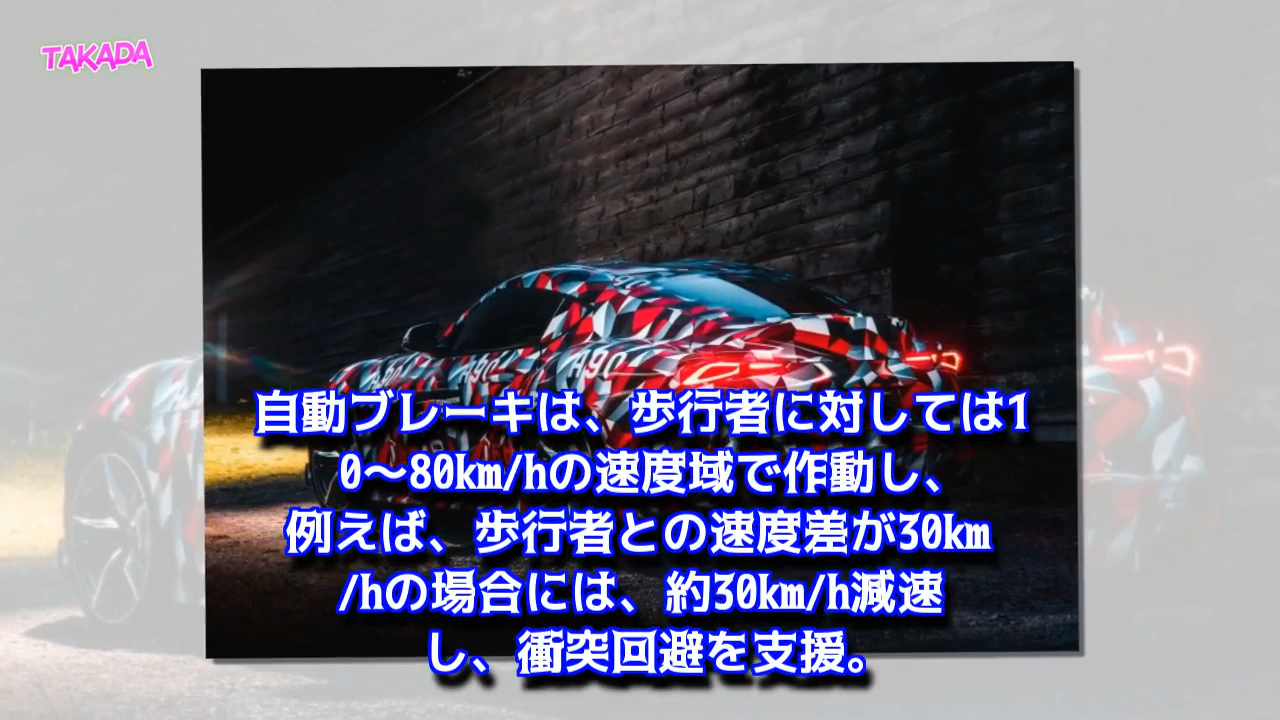 TAKADA
A90
A90
A90
自動ブレーキは、歩行者に対しては1
0〜80km/hの速度域で作動し、
例えば、歩行者との速度差が30km
/hの場合には、約30km/h減速
し、衝突回避を支援。